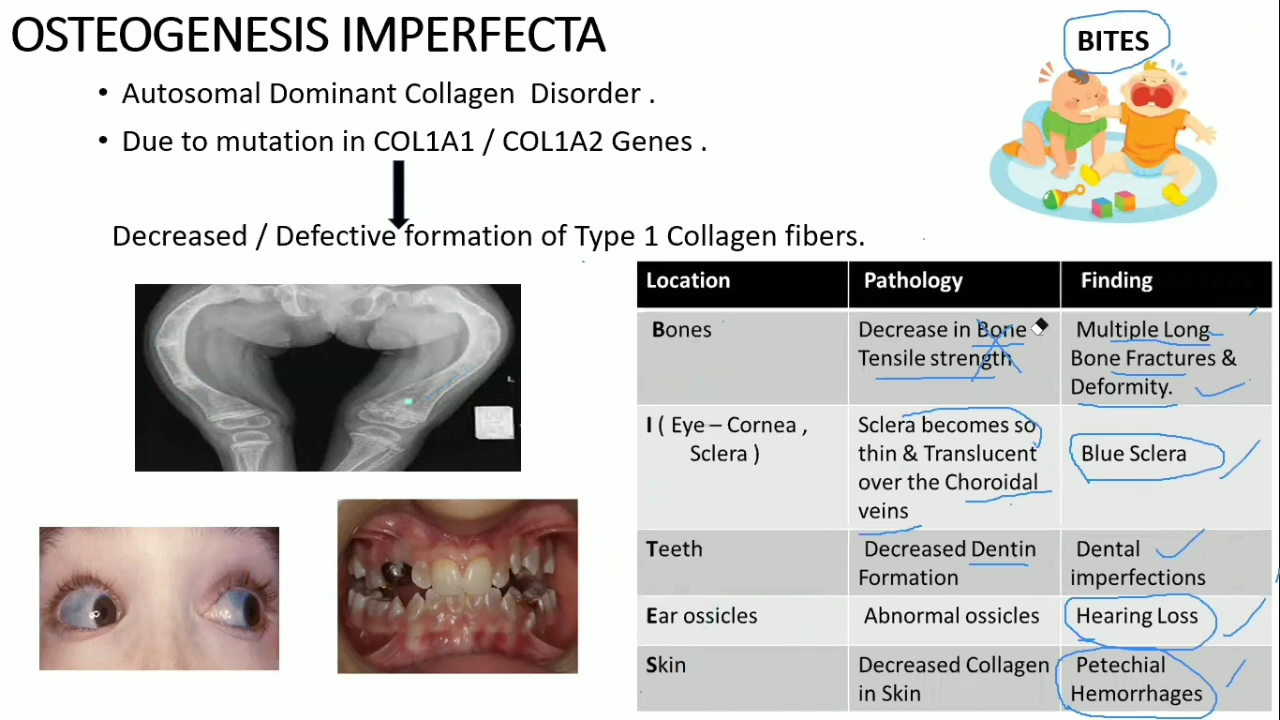 OSTEOGENESIS IMPERFECTA
BITES
• Autosomal Dominant Collagen Disorder .
• Due to mutation in COL1A1 / COL1A2 Genes .
Decreased / Defective formation of Type 1 Collagen fibers.
Location Pathology Finding
Bones Decrease in Bone Multiple Long
Tensile strength Bone Fractures &
Deformity.
I ( Eye – Cornea , Sclera becomes so
Sclera ) thin & Translucent Blue Sclera
over the Choroidal
veins
Teeth Decreased Dentin Dental
Formation imperfections
Ear ossicles Abnormal ossicles Hearing Loss
Skin Decreased Collagen Petechial
in Skin Hemorrhages